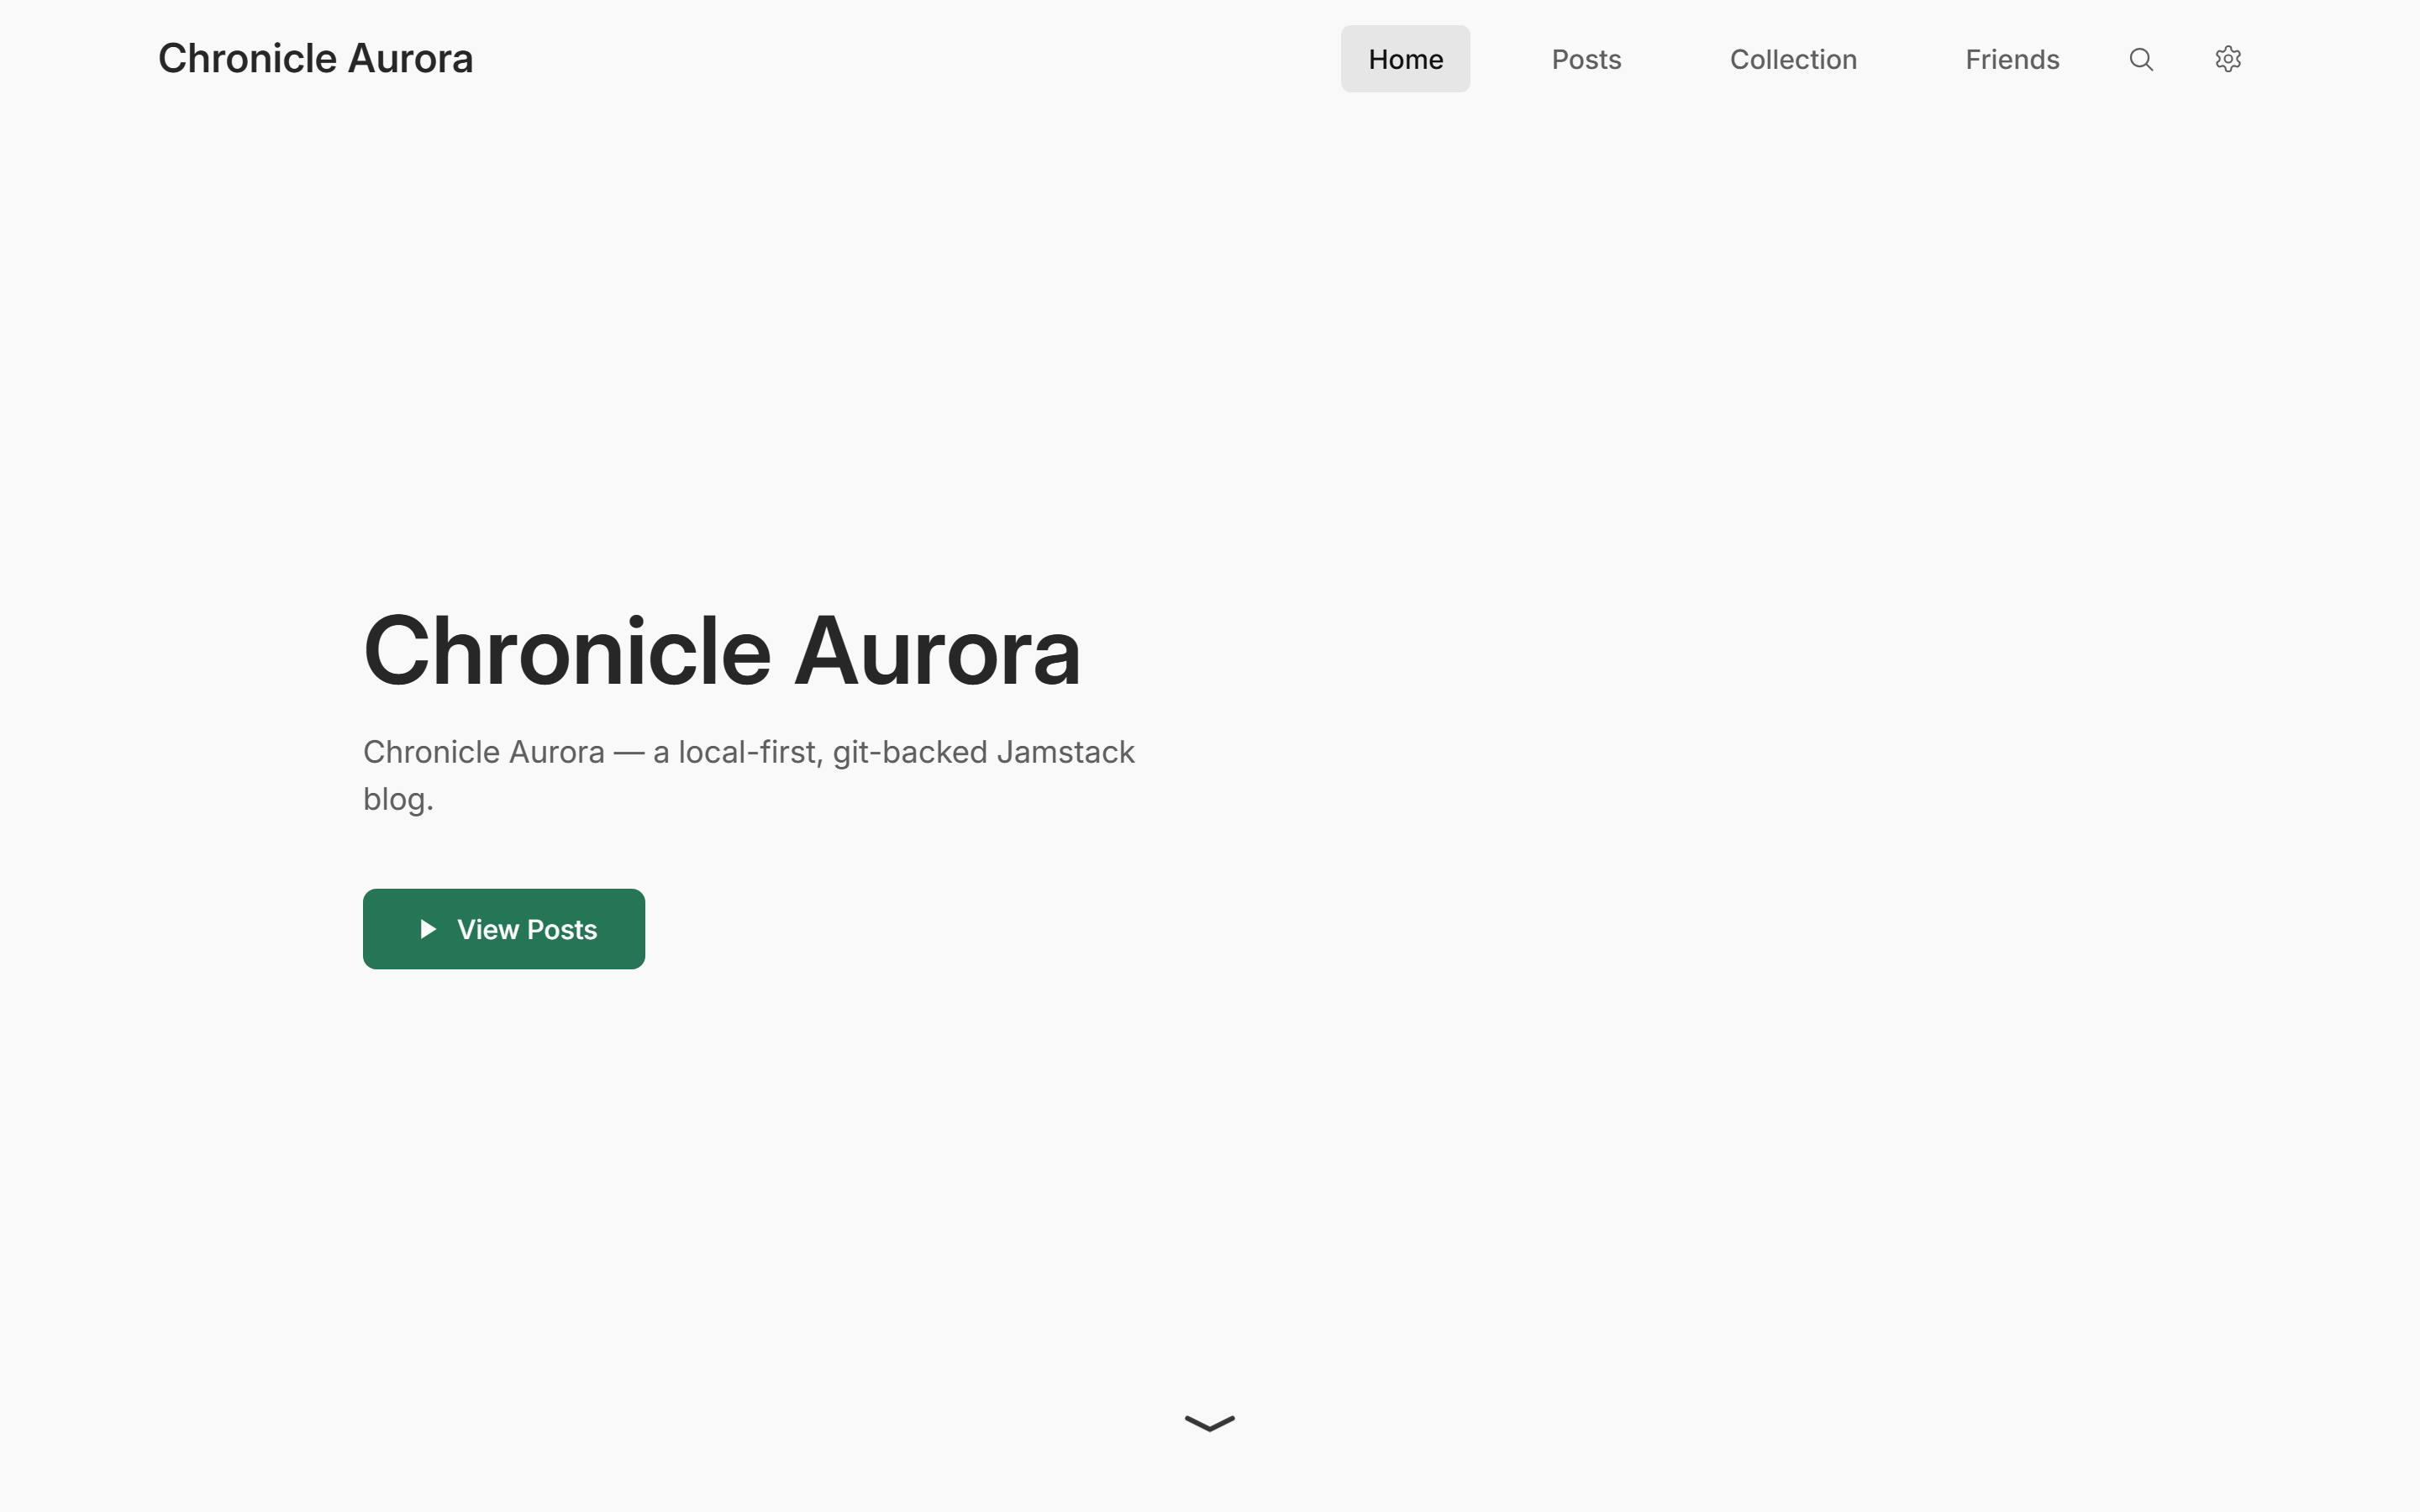 Chronicle Aurora
Home
Posts
Collection
Friends
Chronicle Aurora
Chronicle Aurora — a local-first, git-backed Jamstack
blog.
View Posts